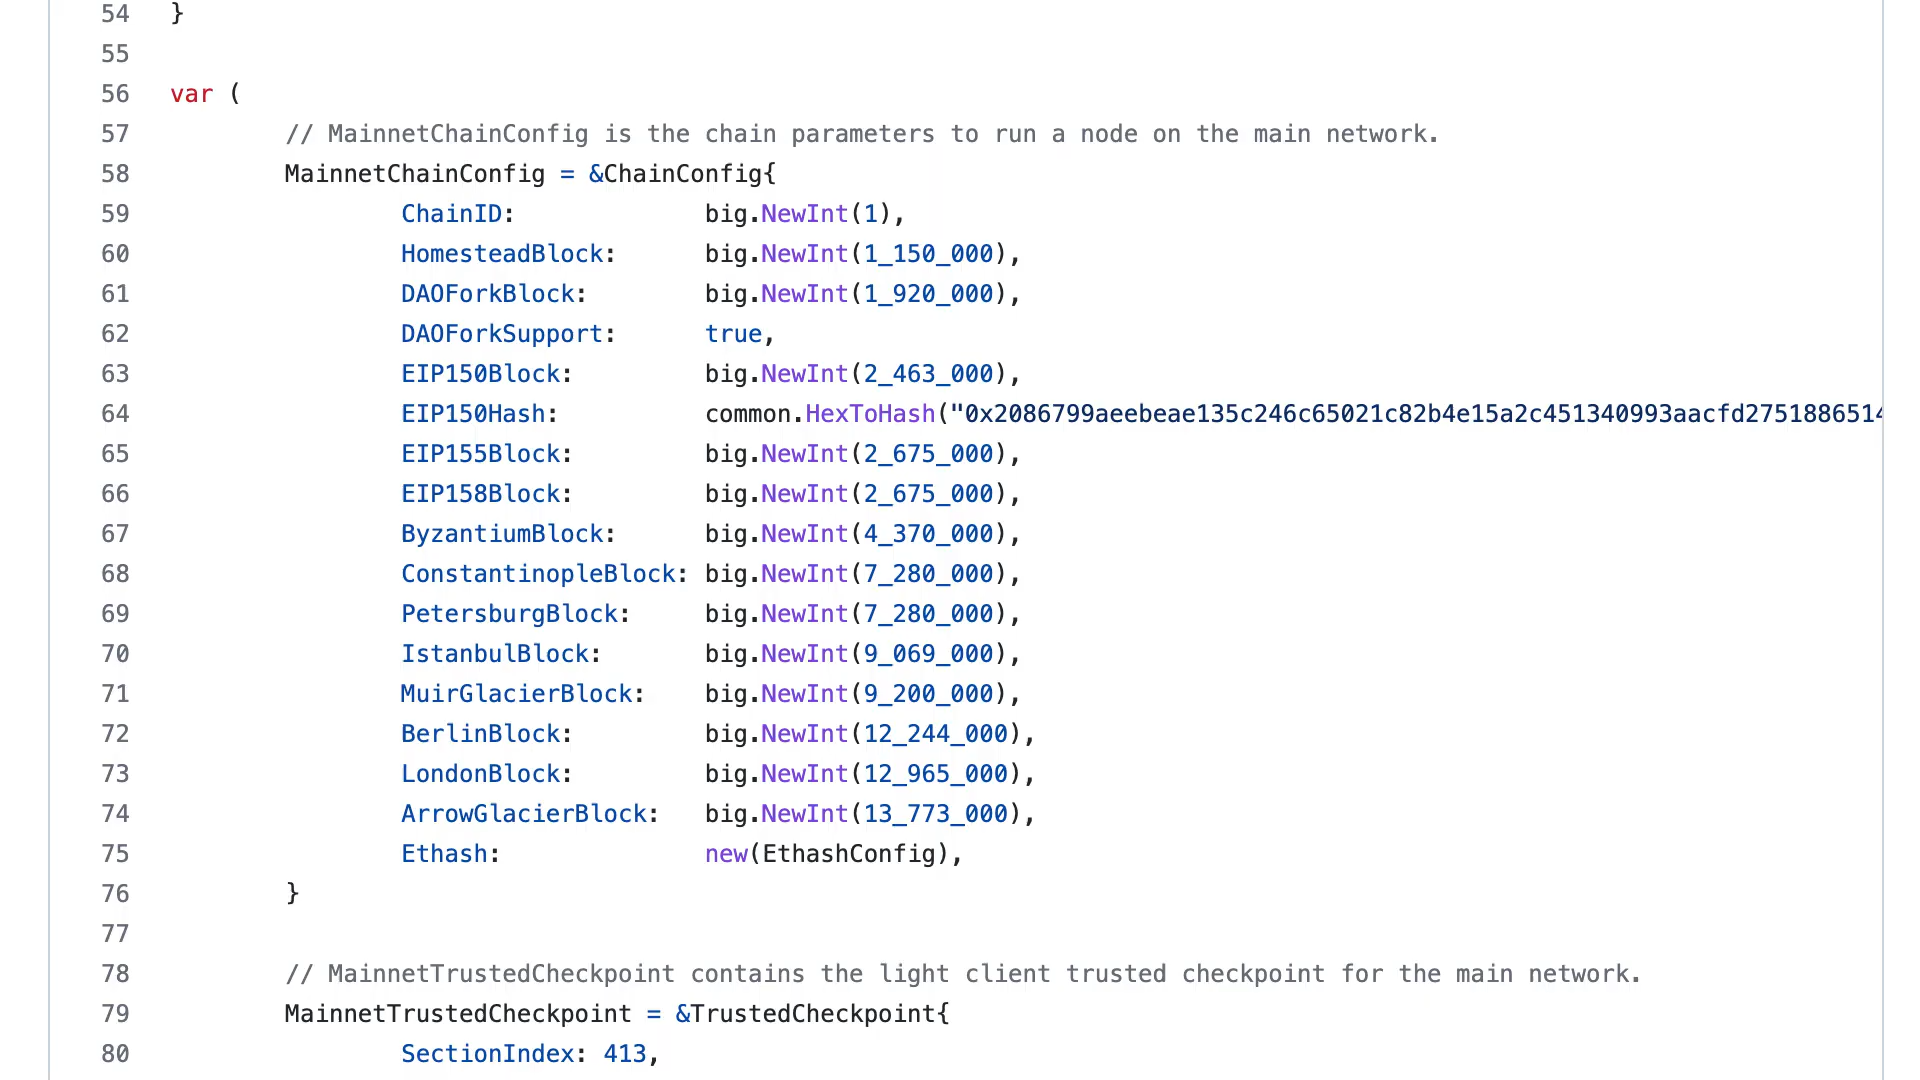 54 }
55
56 var (
57 // MainnetChainConfig is the chain parameters to run a node on the main network.
58 MainnetChainConfig = &ChainConfig{
59 ChainID: big.NewInt(1),
60 HomesteadBlock: big.NewInt(1_150_000),
61 DAOForkBlock: big.NewInt(1_920_000),
62 DAOForkSupport: true,
63 EIP150Block: big.NewInt(2_463_000),
64 EIP150Hash: common.HexToHash("0x2086799aeebeae135c246c65021c82b4e15a2c451340993aacfd2751886514
65 EIP155Block: big.NewInt(2_675_000),
66 EIP158Block: big.NewInt(2_675_000),
67 ByzantiumBlock: big.NewInt(4_370_000),
68 ConstantinopleBlock: big.NewInt(7_280_000),
69 PetersburgBlock: big.NewInt(7_280_000),
70 IstanbulBlock: big.NewInt(9_069_000),
71 MuirGlacierBlock: big.NewInt(9_200_000),
72 BerlinBlock: big.NewInt(12_244_000),
73 LondonBlock: big.NewInt(12_965_000),
74 ArrowGlacierBlock: big.NewInt(13_773_000),
75 Ethash: new(EthashConfig),
76 }
77
78 // MainnetTrustedCheckpoint contains the light client trusted checkpoint for the main network.
79 MainnetTrustedCheckpoint = &TrustedCheckpoint{
80 SectionIndex: 413,